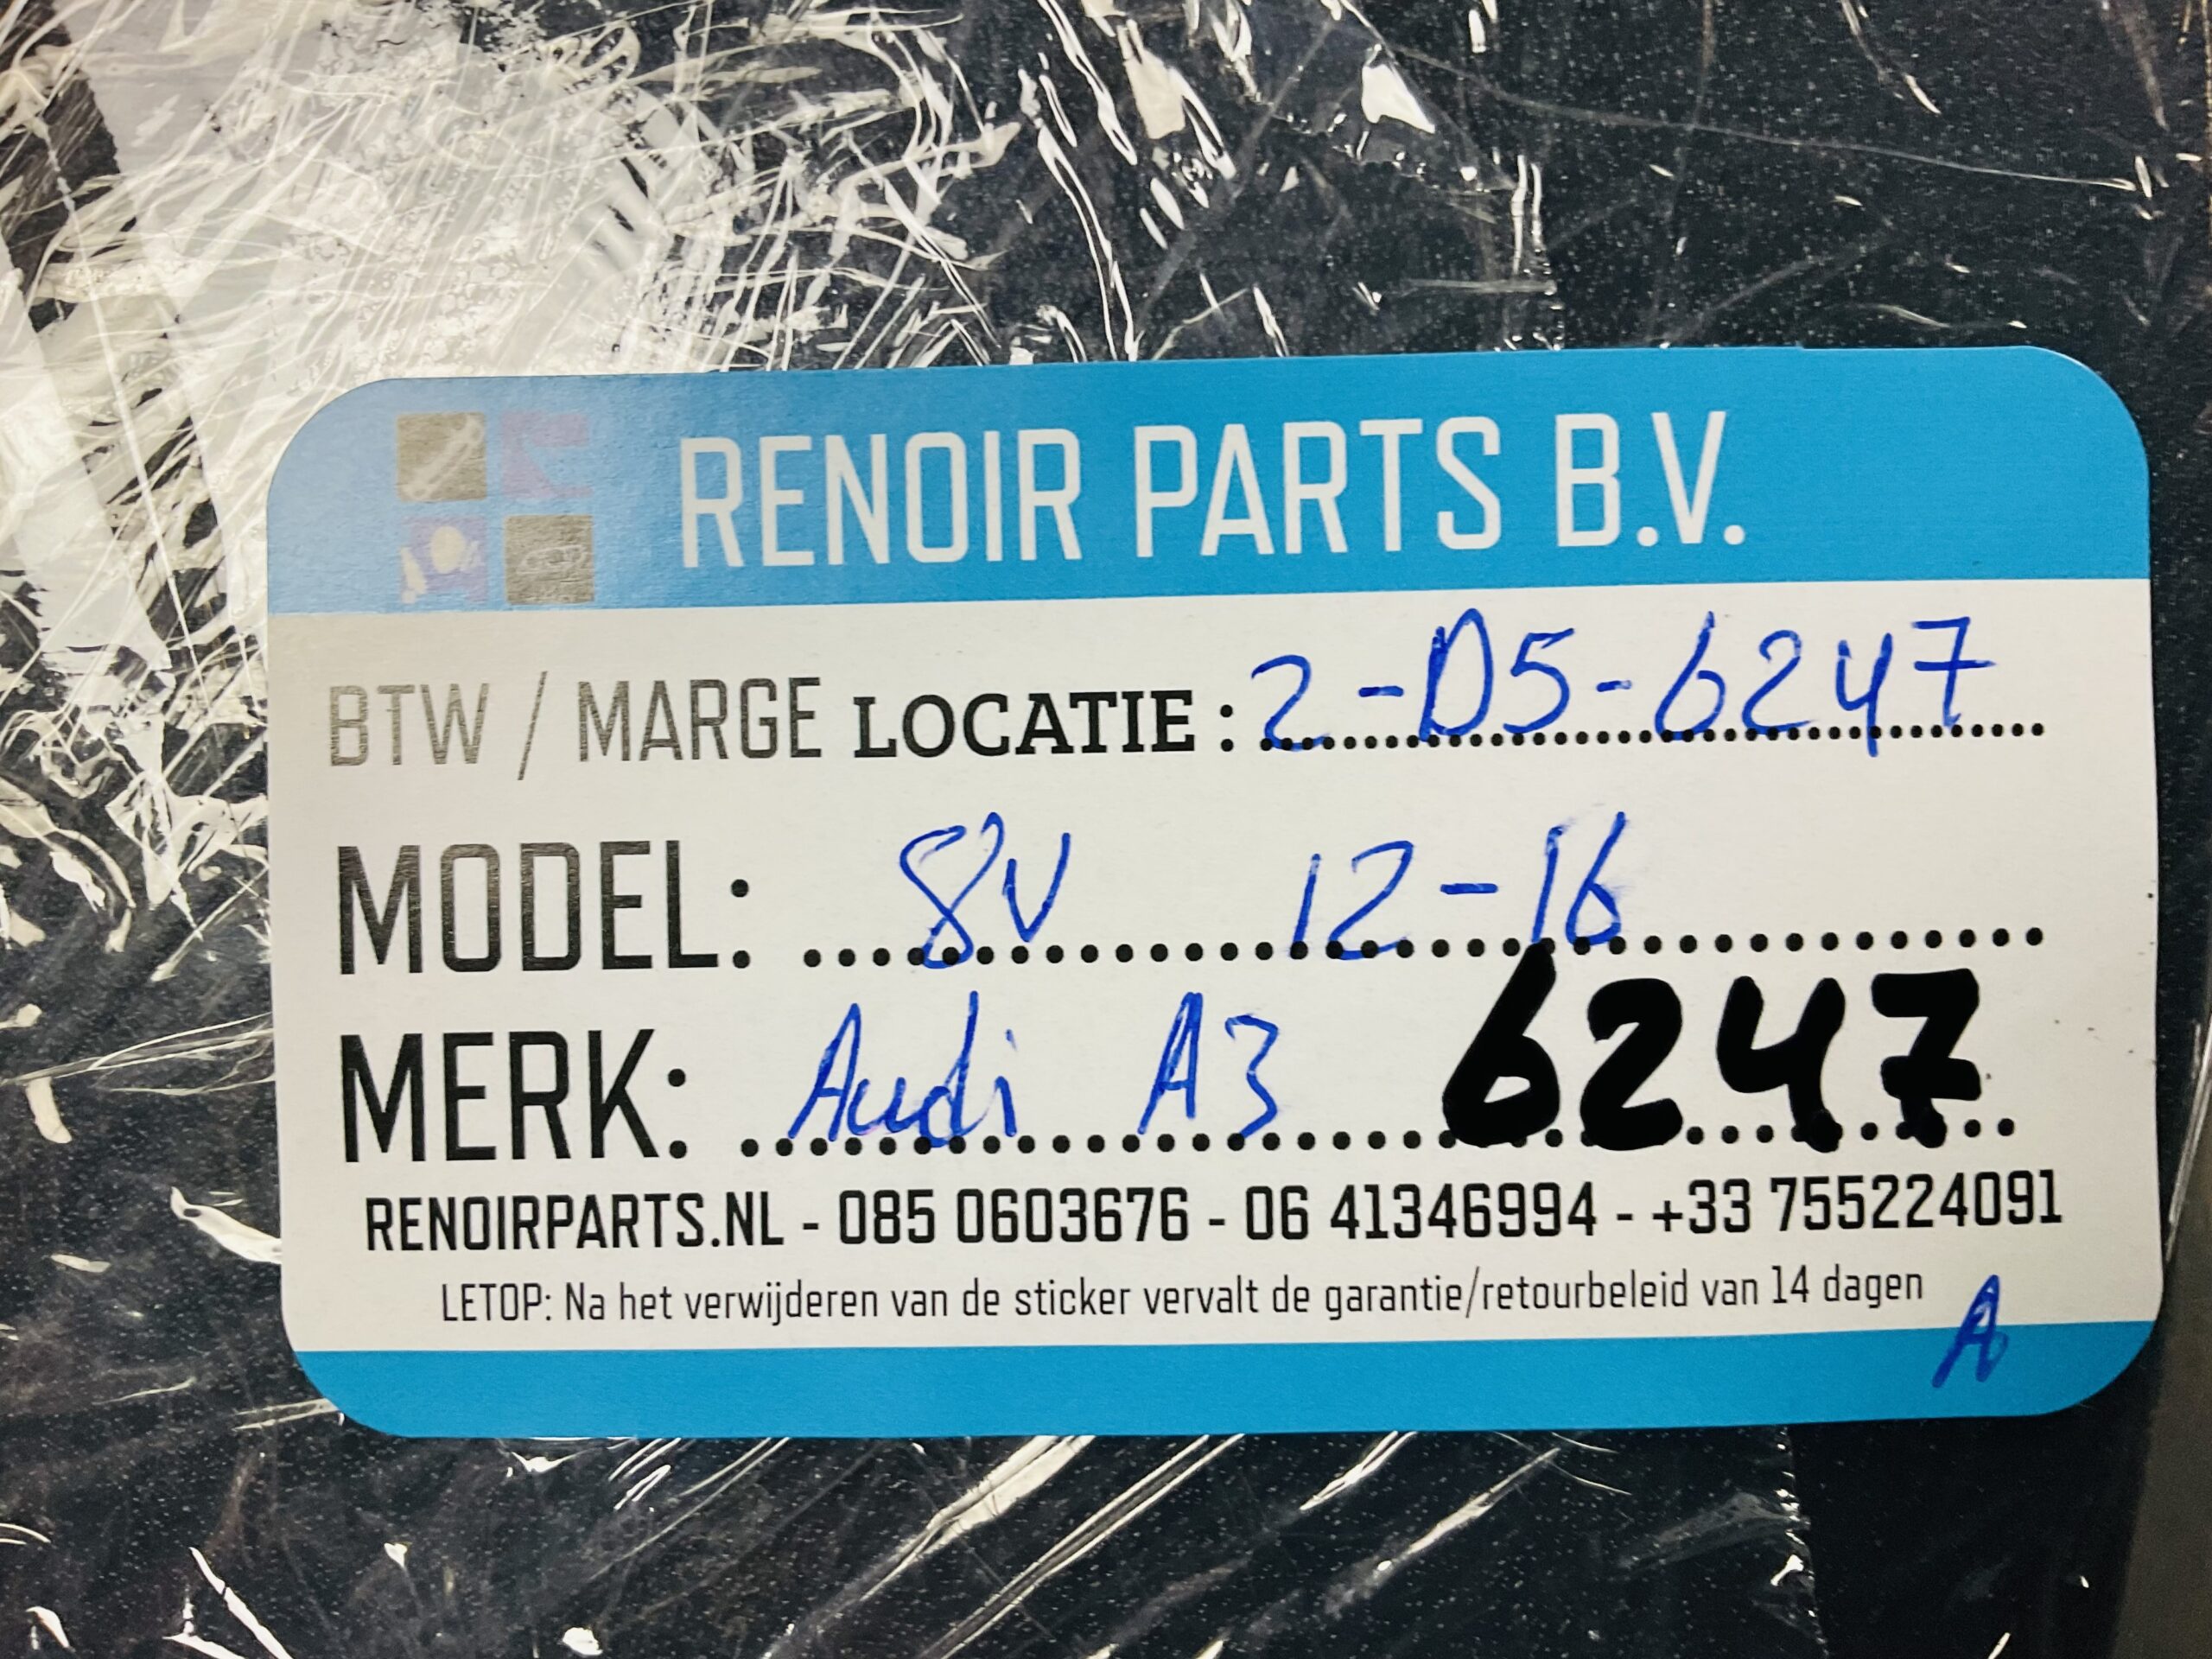 RENOIR PARTS B.V.
BTW / MARGE LOCATIE : 2-D5-6247
MODEL: 8V 12-16
MERK: Audi A3 6247
RENOIRPARTS.NL - 085 0603676 - 06 41346994 - +33 755224091
LETOP: Na het verwijderen van de sticker vervalt de garantie/retourbeleid van 14 dagen
A